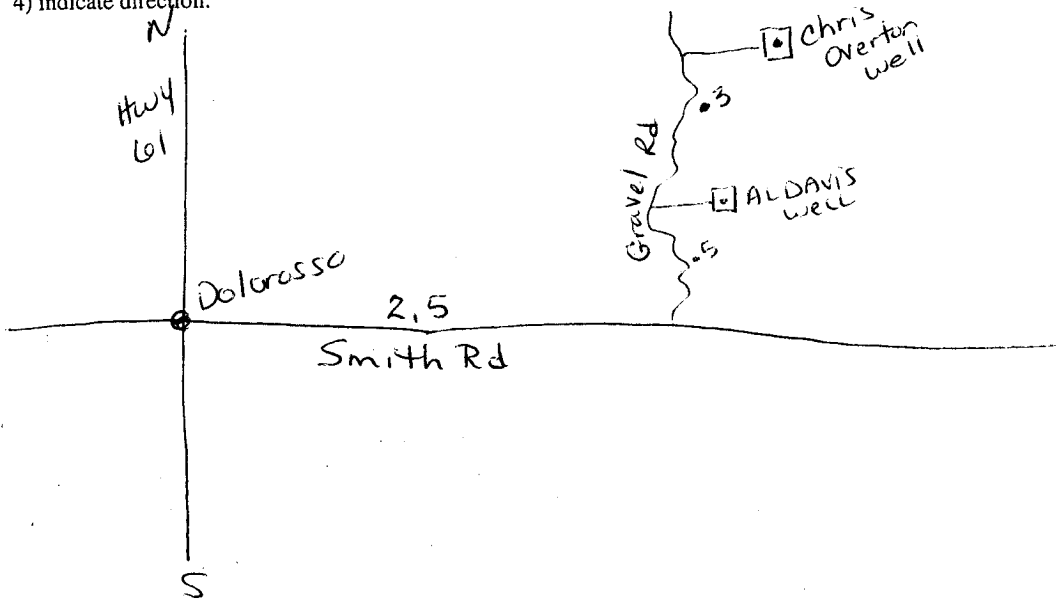 4) indicate direction.
N
Hwy
61
Chris
Overton
well
.3
Gravel Rd
AL DAVIS
well
.5
Dolorosso
2.5
Smith Rd
S